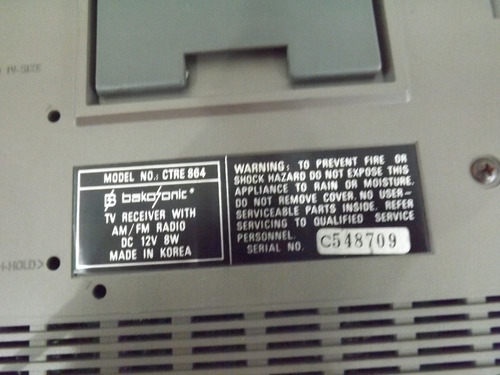 MODEL NO.: CTRE 864
bakosonic
TV RECEIVER WITH
AM/FM RADIO
DC 12V 8W
MADE IN KOREA
WARNING: TO PREVENT FIRE OR
SHOCK HAZARD DO NOT EXPOSE THIS
APPLIANCE TO RAIN OR MOISTURE.
DO NOT REMOVE COVER. NO USER–
SERVICEABLE PARTS INSIDE. REFER
SERVICING TO QUALIFIED SERVICE
PERSONNEL.
SERIAL NO. C548709